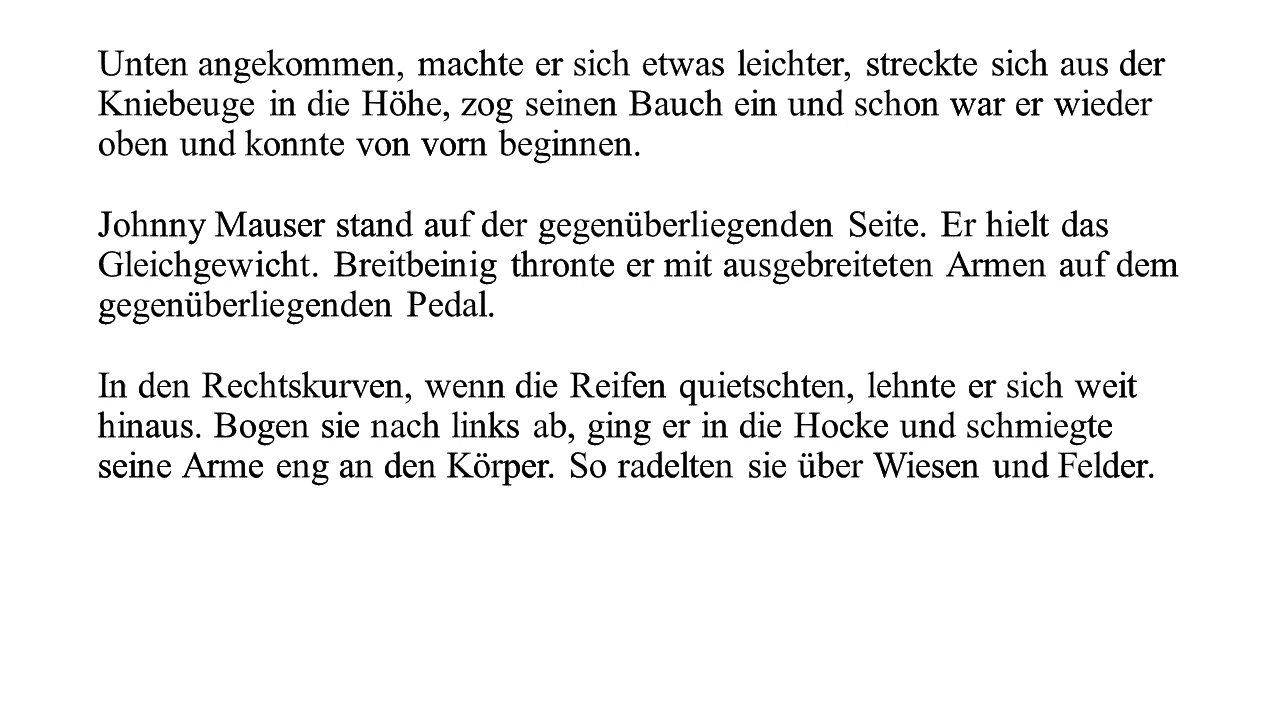 Unten angekommen, machte er sich etwas leichter, streckte sich aus der
Kniebeuge in die Höhe, zog seinen Bauch ein und schon war er wieder
oben und konnte von vorn beginnen.
Johnny Mauser stand auf der gegenüberliegenden Seite. Er hielt das
Gleichgewicht. Breitbeinig thronte er mit ausgebreiteten Armen auf dem
gegenüberliegenden Pedal.
In den Rechtskurven, wenn die Reifen quietschten, lehnte er sich weit
hinaus. Bogen sie nach links ab, ging er in die Hocke und schmiegte
seine Arme eng an den Körper. So radelten sie über Wiesen und Felder.